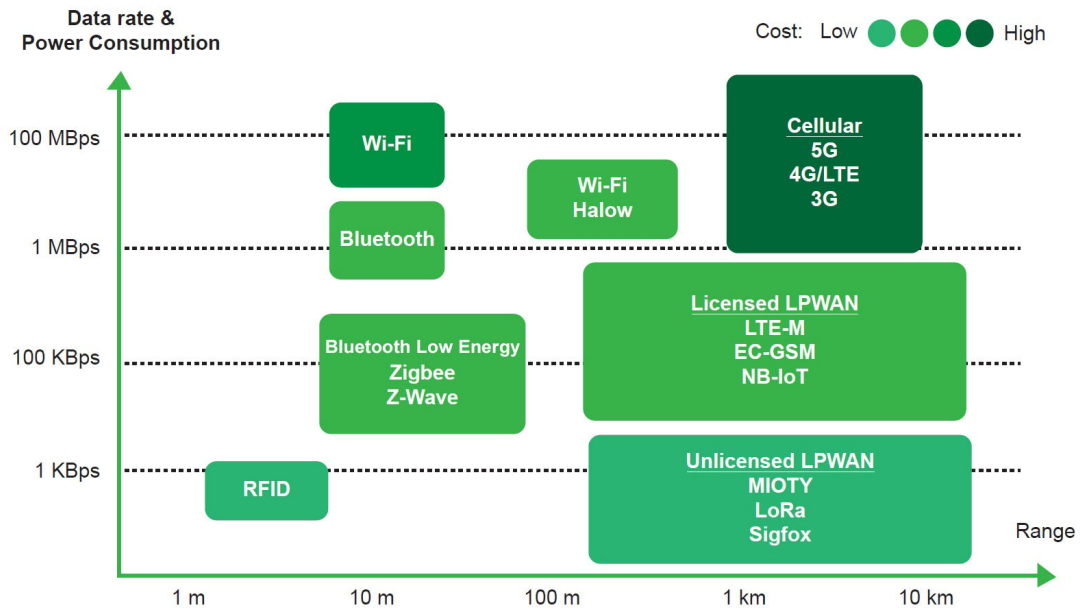 Data rate &
Power Consumption
Cost: Low High
100 MBps
1 MBps
100 KBps
1 KBps
Wi-Fi
Bluetooth
Wi-Fi
Halow
Cellular
5G
4G/LTE
3G
Bluetooth Low Energy
Zigbee
Z-Wave
Licensed LPWAN
LTE-M
EC-GSM
NB-IoT
RFID
Unlicensed LPWAN
MIOTY
LoRa
Sigfox
Range
1 m 10 m 100 m 1 km 10 km